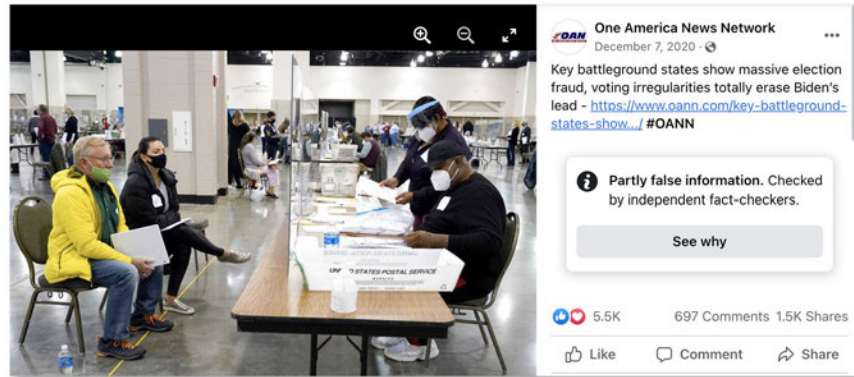 OAN
One America News Network
December 7, 2020
Key battleground states show massive election
fraud, voting irregularities totally erase Biden's
lead - https://www.oann.com/key-battleground-
states-show.../ #OANN
Partly false information. Checked
by independent fact-checkers.
See why
5.5K 697 Comments 1.5K Shares
Like Comment Share
UNITED STATES POSTAL SERVICE